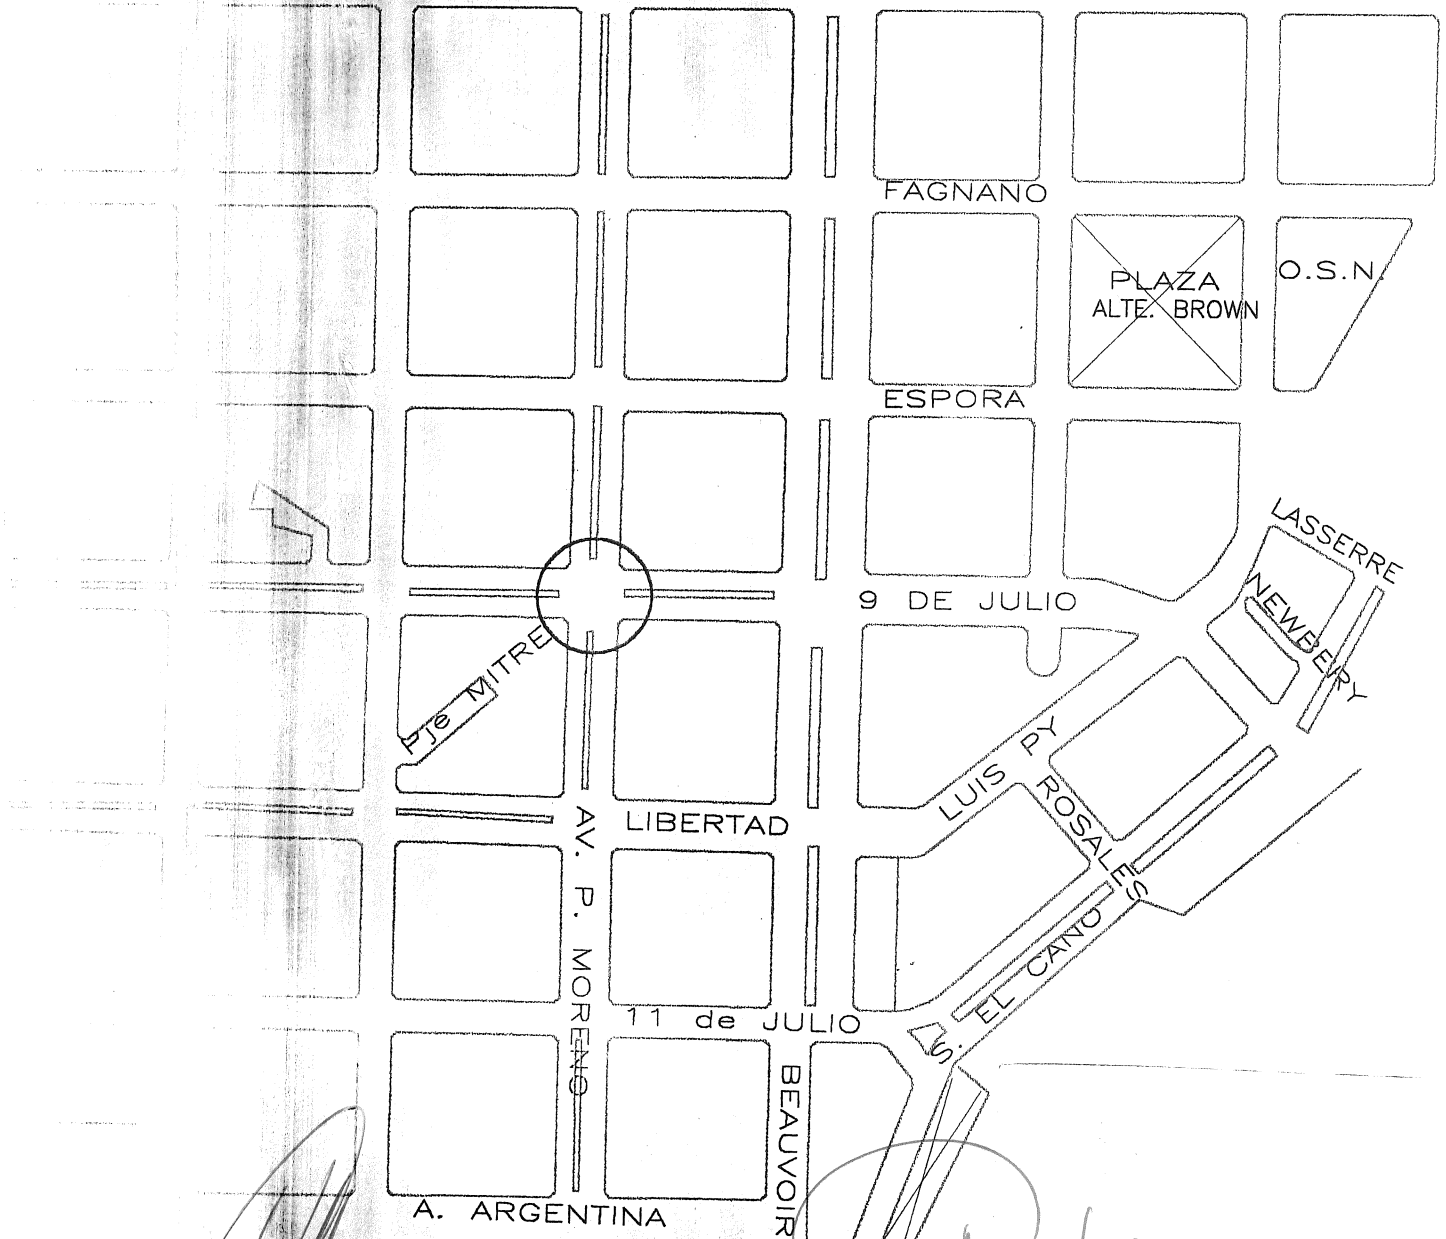 FAGNANO
O.S.N.
PLAZA
ALTE. BROWN
ESPORA
LASSERRE
NEWBERY
9 DE JULIO
Pje MITRE
LUIS PY
ROSALES
AV. P. MORENO
LIBERTAD
S. EL CANO
11 de JULIO
BEAUVOIR
A. ARGENTINA